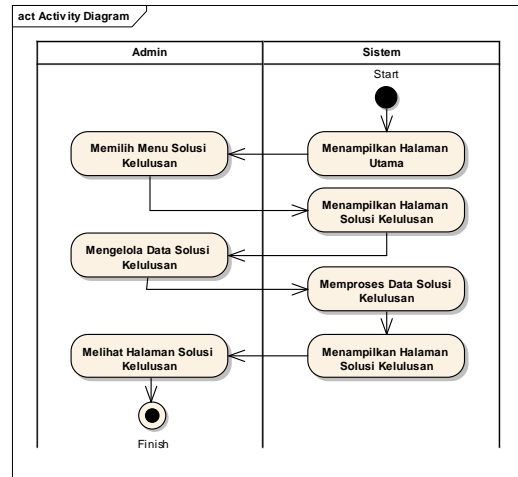 act Activity Diagram
Admin
Sistem
Start
Menampilkan Halaman
Utama
Memilih Menu Solusi
Kelulusan
Menampilkan Halaman
Solusi Kelulusan
Mengelola Data Solusi
Kelulusan
Memproses Data Solusi
Kelulusan
Menampilkan Halaman
Solusi Kelulusan
Melihat Halaman Solusi
Kelulusan
Finish